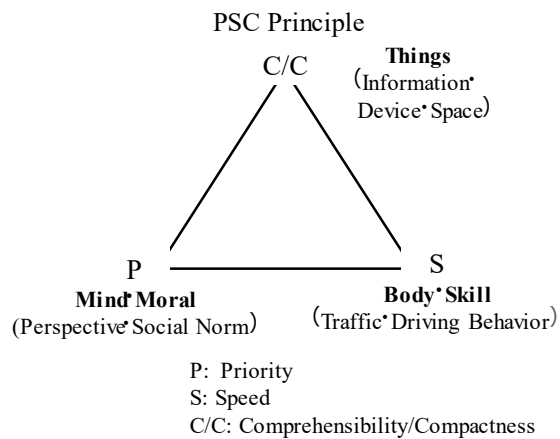 PSC Principle
C/C
Things
(Information・
Device・Space)
P
Mind・Moral
(Perspective・Social Norm)
S
Body・Skill
(Traffic・Driving Behavior)
P: Priority
S: Speed
C/C: Comprehensibility/Compactness